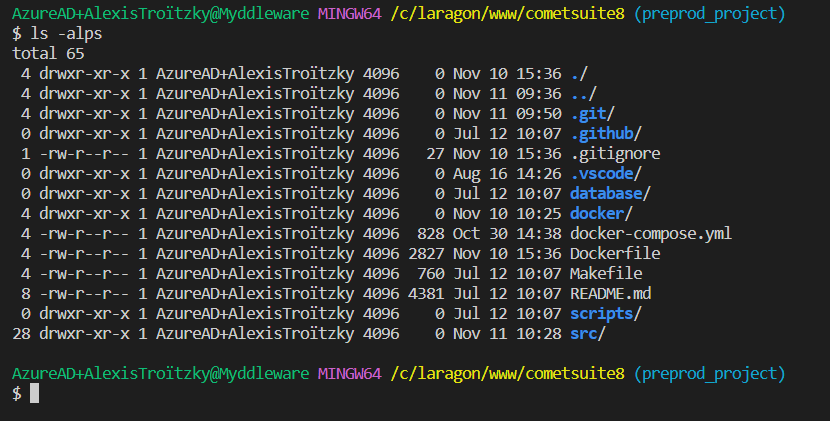 AzureAD+AlexisTroïtzky@Myddleware MINGW64 /c/laragon/www/cometsuite8 (preprod_project)
$ ls -alps
total 65
 4 drwxr-xr-x 1 AzureAD+AlexisTroïtzky 4096    0 Nov 10 15:36 ./
 4 drwxr-xr-x 1 AzureAD+AlexisTroïtzky 4096    0 Nov 11 09:36 ../
 4 drwxr-xr-x 1 AzureAD+AlexisTroïtzky 4096    0 Nov 11 09:50 .git/
 0 drwxr-xr-x 1 AzureAD+AlexisTroïtzky 4096    0 Jul 12 10:07 .github/
 1 -rw-r--r-- 1 AzureAD+AlexisTroïtzky 4096   27 Nov 10 15:36 .gitignore
 0 drwxr-xr-x 1 AzureAD+AlexisTroïtzky 4096    0 Aug 16 14:26 .vscode/
 0 drwxr-xr-x 1 AzureAD+AlexisTroïtzky 4096    0 Jul 12 10:07 database/
 4 drwxr-xr-x 1 AzureAD+AlexisTroïtzky 4096    0 Nov 10 10:25 docker/
 4 -rw-r--r-- 1 AzureAD+AlexisTroïtzky 4096  828 Oct 30 14:38 docker-compose.yml
 4 -rw-r--r-- 1 AzureAD+AlexisTroïtzky 4096 2827 Nov 10 15:36 Dockerfile
 4 -rw-r--r-- 1 AzureAD+AlexisTroïtzky 4096  760 Jul 12 10:07 Makefile
 8 -rw-r--r-- 1 AzureAD+AlexisTroïtzky 4096 4381 Jul 12 10:07 README.md
 0 drwxr-xr-x 1 AzureAD+AlexisTroïtzky 4096    0 Jul 12 10:07 scripts/
28 drwxr-xr-x 1 AzureAD+AlexisTroïtzky 4096    0 Nov 11 10:28 src/
AzureAD+AlexisTroïtzky@Myddleware MINGW64 /c/laragon/www/cometsuite8 (preprod_project)
$